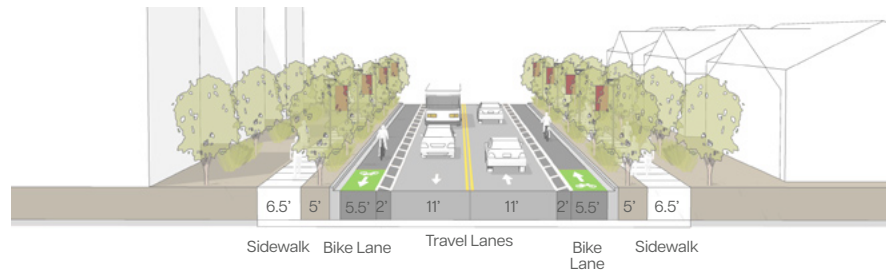 6.5’ 5’ 5.5’ 2’ 11’ 11’ 2’ 5.5’ 5’ 6.5’
Sidewalk Bike Lane Travel Lanes Bike Lane Sidewalk